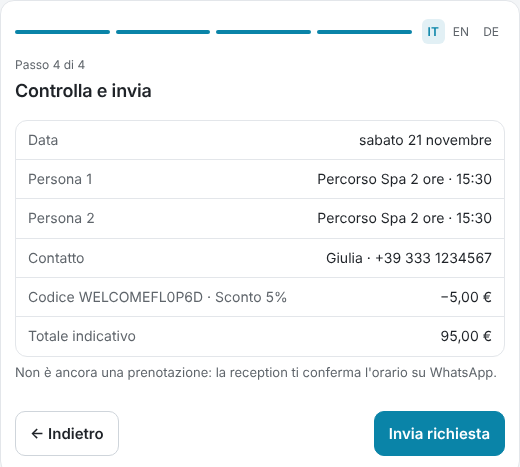 IT EN DE
Passo 4 di 4
Controlla e invia
Data sabato 21 novembre
Persona 1 Percorso Spa 2 ore · 15:30
Persona 2 Percorso Spa 2 ore · 15:30
Contatto Giulia · +39 333 1234567
Codice WELCOMEFL0P6D · Sconto 5% −5,00 €
Totale indicativo 95,00 €
Non è ancora una prenotazione: la reception ti conferma l'orario su WhatsApp.
← Indietro Invia richiesta